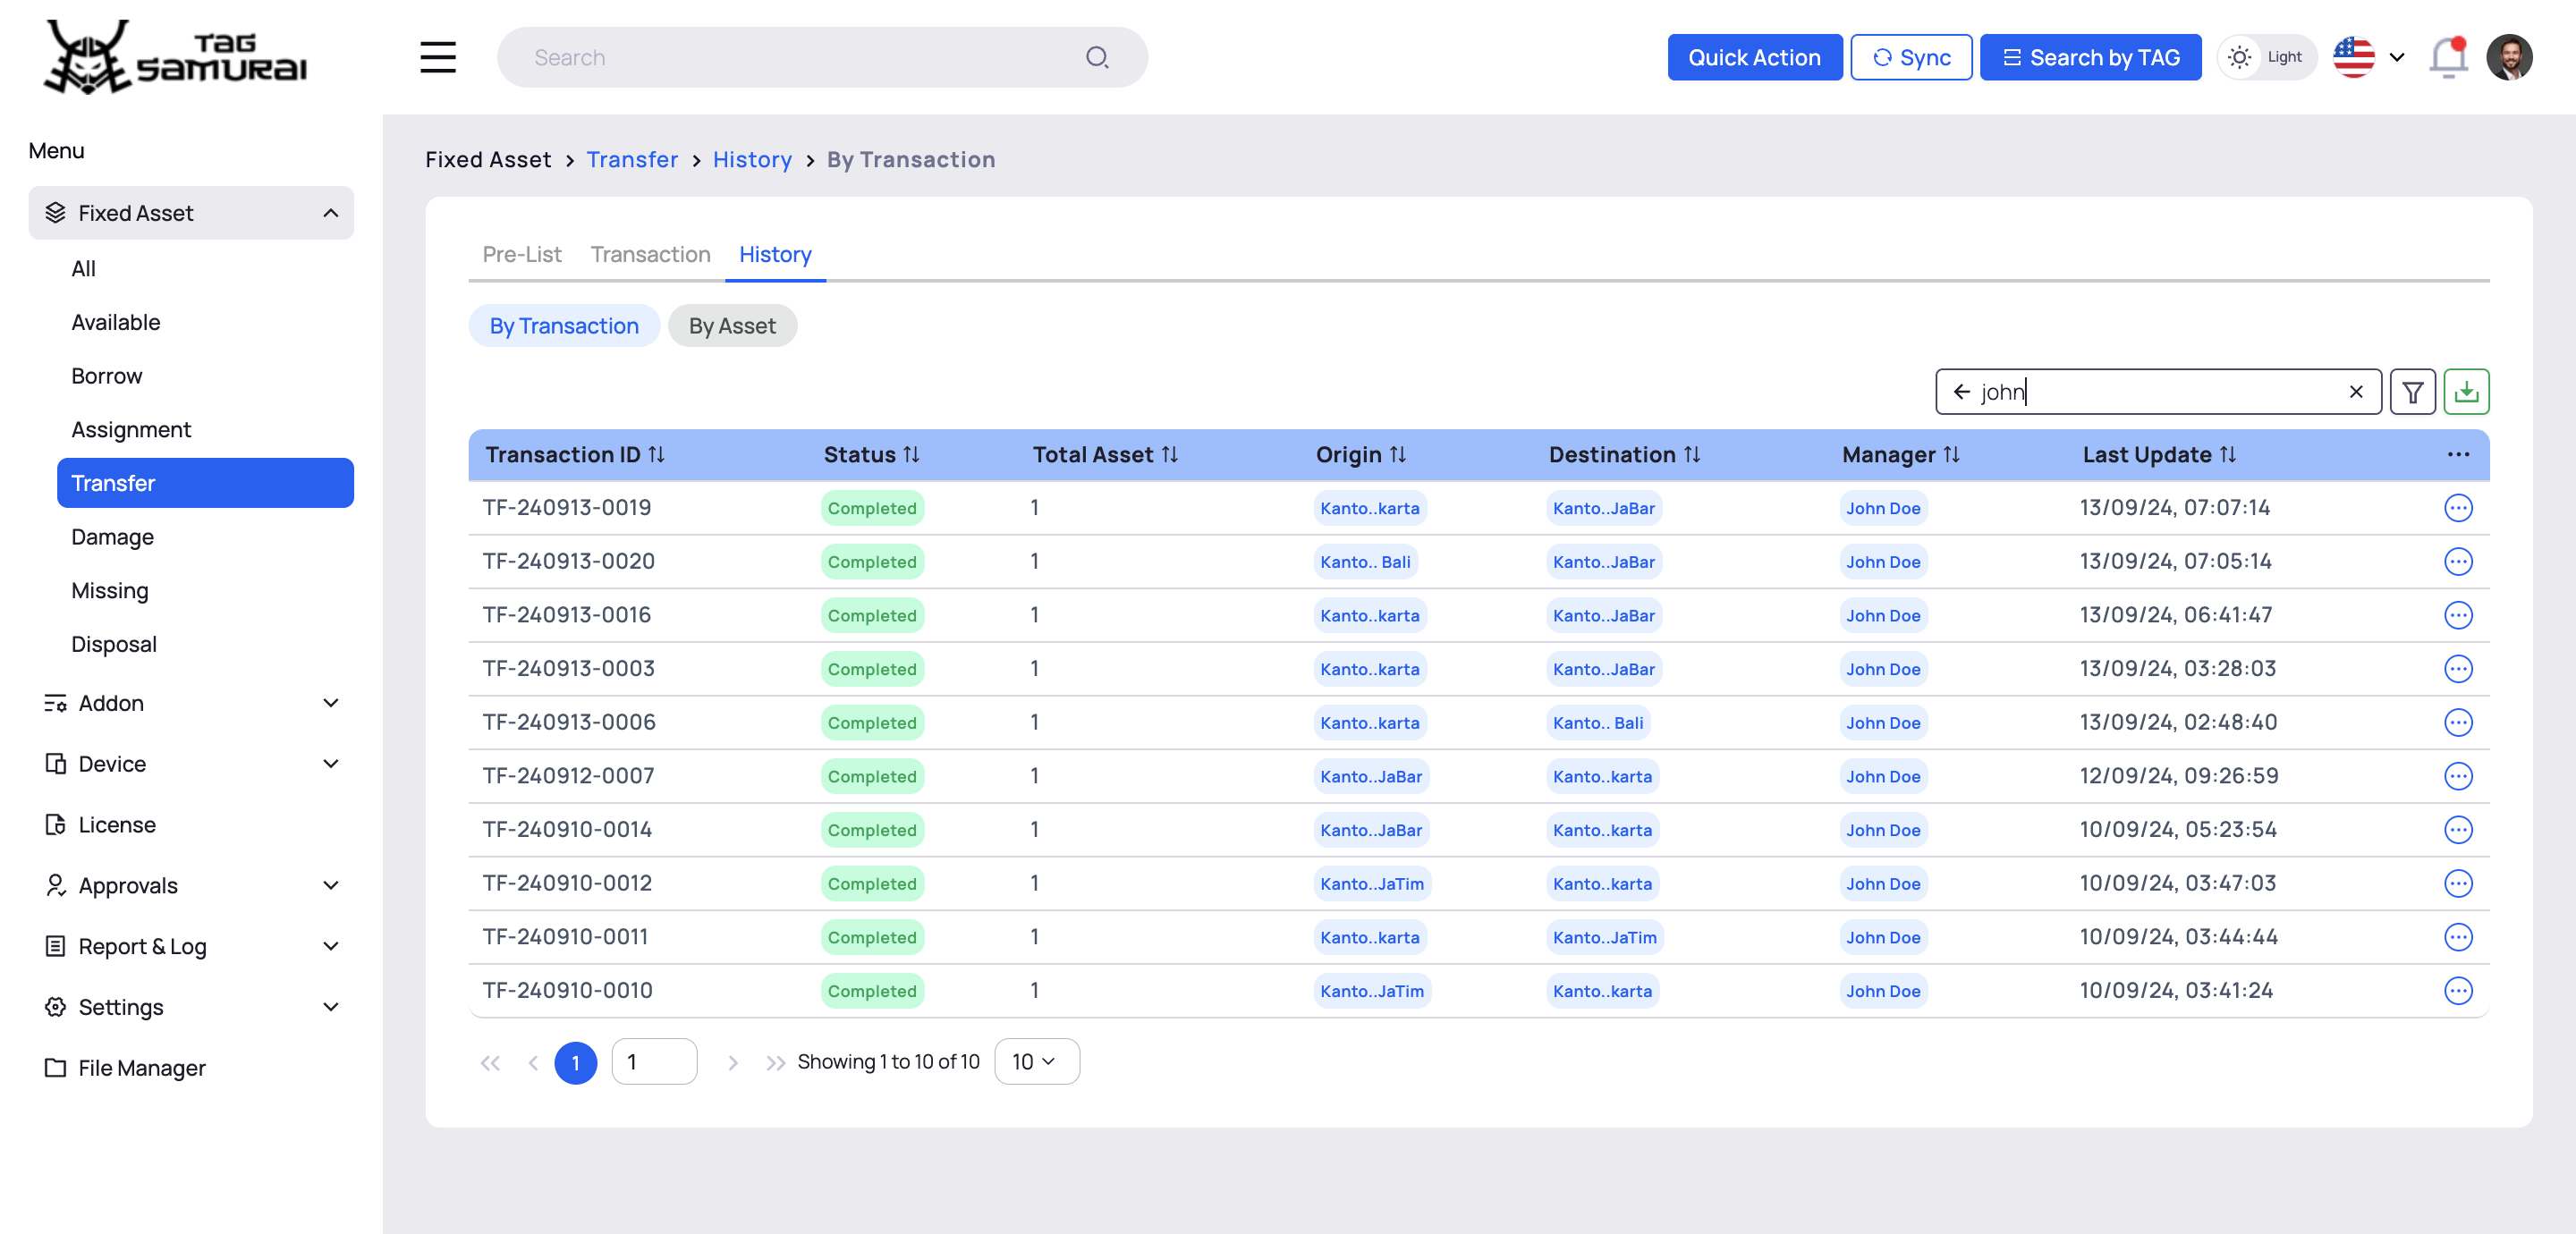 TAG SAMURAI
Search
Quick Action
Sync
Search by TAG
Light
Menu
Fixed Asset
All
Available
Borrow
Assignment
Transfer
Damage
Missing
Disposal
Addon
Device
License
Approvals
Report & Log
Settings
File Manager
Fixed Asset > Transfer > History > By Transaction
Pre-List Transaction History
By Transaction By Asset
john
Transaction ID Status Total Asset Origin Destination Manager Last Update
TF-240913-0019 Completed 1 Kanto..karta Kanto..JaBar John Doe 13/09/24, 07:07:14
TF-240913-0020 Completed 1 Kanto.. Bali Kanto..JaBar John Doe 13/09/24, 07:05:14
TF-240913-0016 Completed 1 Kanto..karta Kanto..JaBar John Doe 13/09/24, 06:41:47
TF-240913-0003 Completed 1 Kanto..karta Kanto..JaBar John Doe 13/09/24, 03:28:03
TF-240913-0006 Completed 1 Kanto..karta Kanto.. Bali John Doe 13/09/24, 02:48:40
TF-240912-0007 Completed 1 Kanto..JaBar Kanto..karta John Doe 12/09/24, 09:26:59
TF-240910-0014 Completed 1 Kanto..JaBar Kanto..karta John Doe 10/09/24, 05:23:54
TF-240910-0012 Completed 1 Kanto..JaTim Kanto..karta John Doe 10/09/24, 03:47:03
TF-240910-0011 Completed 1 Kanto..karta Kanto..JaTim John Doe 10/09/24, 03:44:44
TF-240910-0010 Completed 1 Kanto..JaTim Kanto..karta John Doe 10/09/24, 03:41:24
1 1 Showing 1 to 10 of 10 10